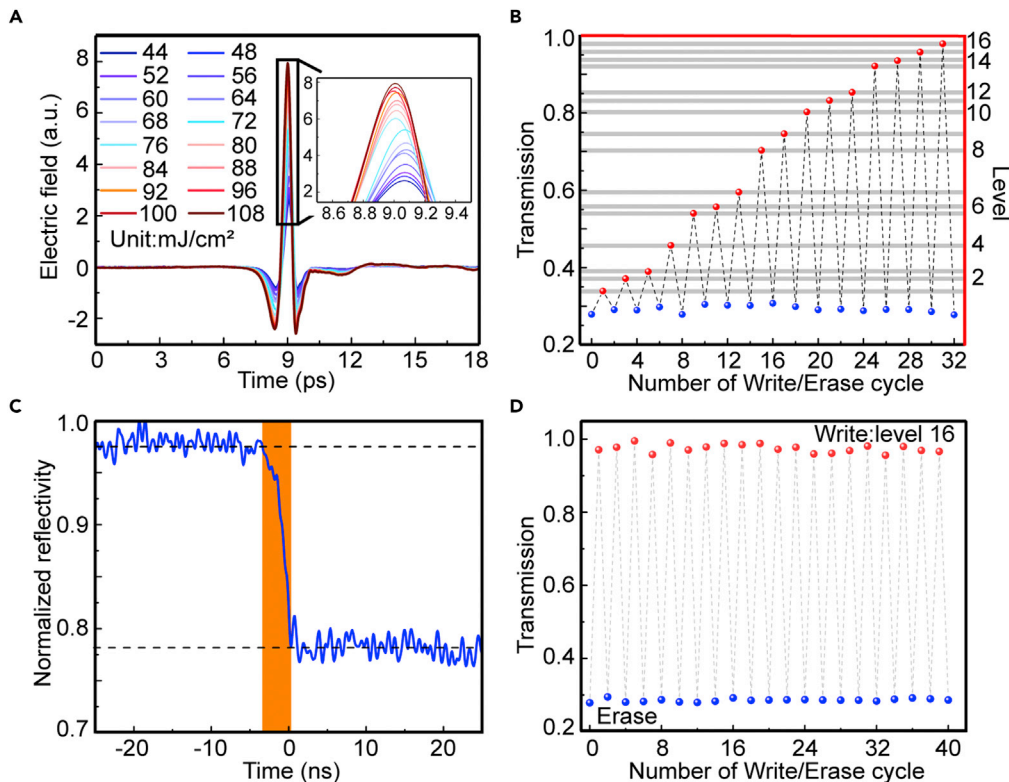 A
Electric field (a.u.)
8
6
4
2
0
-2
44 48
52 56
60 64
68 72
76 80
84 88
92 96
100 108
Unit:mJ/cm²
8
6
4
2
8.6 8.8 9.0 9.2 9.4
0 3 6 9 12 15 18
Time (ps)
B
Transmission
1.0
0.8
0.6
0.4
0.2
16
14
12
10
8
6
4
2
Level
0 4 8 12 16 20 24 28 32
Number of Write/Erase cycle
C
Normalized reflectivity
1.0
0.9
0.8
0.7
-20 -10 0 10 20
Time (ns)
D
Transmission
1.0
0.8
0.6
0.4
0.2
Write:level 16
Erase
0 8 16 24 32 40
Number of Write/Erase cycle